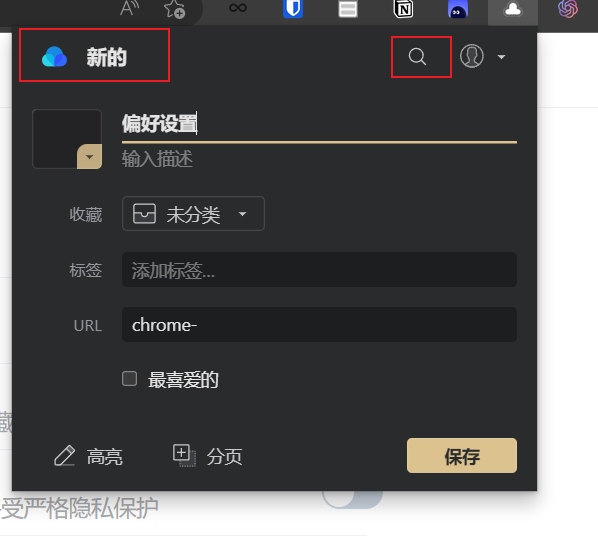 新的
偏好设置
输入描述
收藏
未分类
标签
添加标签...
URL
chrome-
最喜爱的
高亮
分页
保存
受严格隐私保护